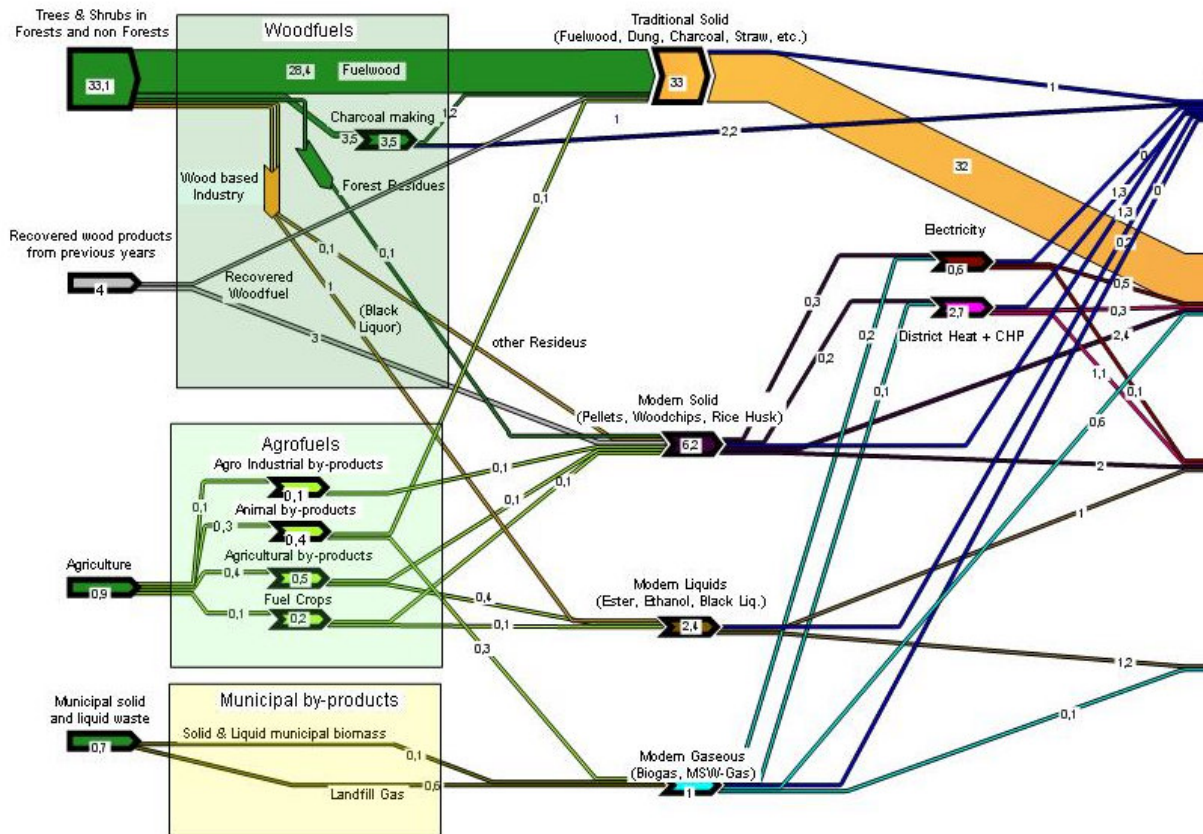 Trees & Shrubs in
Forests and non Forests
Woodfuels
Traditional Solid
(Fuelwood, Dung, Charcoal, Straw, etc.)
33,1
28,4
Fuelwood
33
1
Charcoal making
1,2
3,5
3,5
1
2,2
32
Wood based
Industry
Forest Residues
0,1
0
1,3
0
1,3
0,2
Recovered wood products
from previous years
4
0,1
0,1
Recovered
Woodfuel
1
(Black
Liquor)
3
other Resideus
Electricity
0,6
0,5
0,3
0,3
2,7
District Heat + CHP
2,4
0,2
0,2
0,1
1,1
0,1
0,6
Modern Solid
(Pellets, Woodchips, Rice Husk)
6,2
2
Agrofuels
Agro Industrial by-products
0,1
0,1
0,1
0,1
Animal by-products
0,3
0,4
0,1
1
Agriculture
0,9
Agricultural by-products
0,4
0,5
Fuel Crops
0,1
0,2
0,4
0,1
0,3
Modern Liquids
(Ester, Ethanol, Black Liq.)
2,4
1,2
Municipal by-products
Municipal solid
and liquid waste
0,7
Solid & Liquid municipal biomass
0,1
0,6
Landfill Gas
Modern Gaseous
(Biogas, MSW-Gas)
1
0,1